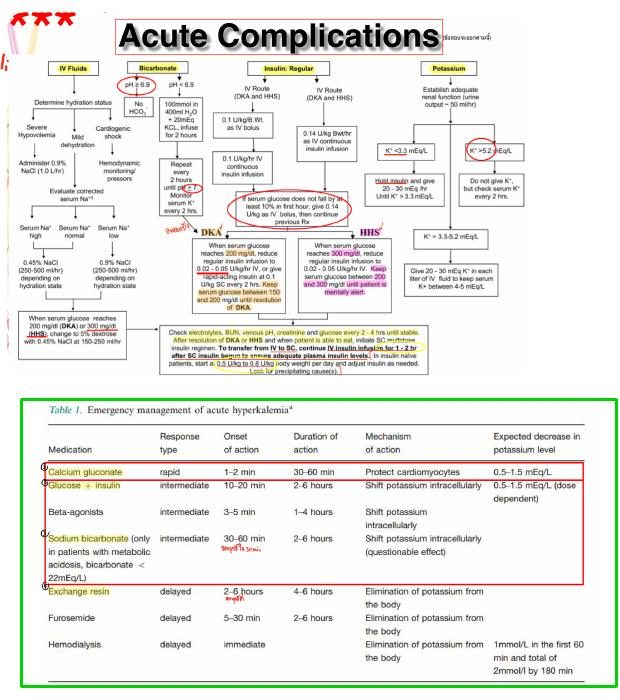 Acute Complications
IV Fluids
Bicarbonate
Insulin: Regular
Potassium
pH ≥ 6.9
pH < 6.9
IV Route
(DKA and HHS)
IV Route
(DKA and HHS)
Establish adequate
renal function (urine
output ~ 50 ml/hr)
Determine hydration status
No
HCO₃⁻
100mmol in
400ml H₂O
+ 20mEq
KCL, infuse
for 2 hours
0.1 U/kg/B.Wt.
as IV bolus
0.14 U/kg Bwt/hr
as IV continuous
insulin infusion
Severe
Hypovolemia
Mild
dehydration
Cardiogenic
shock
K⁺ <3.3 mEq/L
K⁺ >5.2 mEq/L
Administer 0.9%
NaCl (1.0 L/hr)
Hemodynamic
monitoring/
pressors
0.1 U/kg/hr IV
continuous
insulin infusion
Repeat
every
2 hours
until pH ≥ 7.
Monitor
serum K⁺
every 2 hrs.
Hold insulin and give
20 - 30 mEq /hr
Until K⁺ > 3.3 mEq/L
Do not give K⁺,
but check serum K⁺
every 2 hrs.
Evaluate corrected
serum Na⁺¹
If serum glucose does not fall by at
least 10% in first hour, give 0.14
U/kg as IV bolus, then continue
previous Rx
Serum Na⁺
high
Serum Na⁺
normal
Serum Na⁺
low
DKA
HHS
K⁺ = 3.3-5.2 mEq/L
When serum glucose
reaches 200 mg/dl, reduce
regular insulin infusion to
0.02 - 0.05 U/kg/hr IV, or give
rapid-acting insulin at 0.1
U/kg SC every 2 hrs. Keep
serum glucose between 150
and 200 mg/dl until resolution
of DKA.
When serum glucose
reaches 300 mg/dl, reduce
regular insulin infusion to
0.02 - 0.05 U/kg/hr IV. Keep
serum glucose between 200
and 300 mg/dl until patient is
mentally alert.
0.45% NaCl
(250-500 ml/hr)
depending on
hydration state
0.9% NaCl
(250-500 ml/hr)
depending on
hydration state
Give 20 - 30 mEq K⁺ in each
liter of IV fluid to keep serum
K+ between 4-5 mEq/L
When serum glucose reaches
200 mg/dl (DKA) or 300 mg/dl
(HHS), change to 5% dextrose
with 0.45% NaCl at 150-250 ml/hr
Check electrolytes, BUN, venous pH, creatinine and glucose every 2 - 4 hrs until stable.
After resolution of DKA or HHS and when patient is able to eat, initiate SC multidose
insulin regimen. To transfer from IV to SC, continue IV insulin infusion for 1 - 2 hr
after SC insulin begun to ensure adequate plasma insulin levels. In insulin naïve
patients, start at 0.5 U/kg to 0.8 U/kg body weight per day and adjust insulin as needed.
Look for precipitating cause(s).
Table 1. Emergency management of acute hyperkalemiaᵃ
Medication Response type Onset of action Duration of action Mechanism of action Expected decrease in potassium level
Calcium gluconate rapid 1–2 min 30–60 min Protect cardiomyocytes 0.5–1.5 mEq/L
Glucose + insulin intermediate 10–20 min 2–6 hours Shift potassium intracellularly 0.5–1.5 mEq/L (dose
dependent)
Beta-agonists intermediate 3–5 min 1–4 hours Shift potassium
intracellularly
Sodium bicarbonate (only intermediate 30–60 min 2–6 hours Shift potassium intracellularly
in patients with metabolic (questionable effect)
acidosis, bicarbonate <
22mEq/L)
Exchange resin delayed 2–6 hours 4–6 hours Elimination of potassium from
the body
Furosemide delayed 5–30 min 2–6 hours Elimination of potassium from
the body
Hemodialysis delayed immediate Elimination of potassium from 1mmol/L in the first 60
the body min and total of
2mmol/l by 180 min